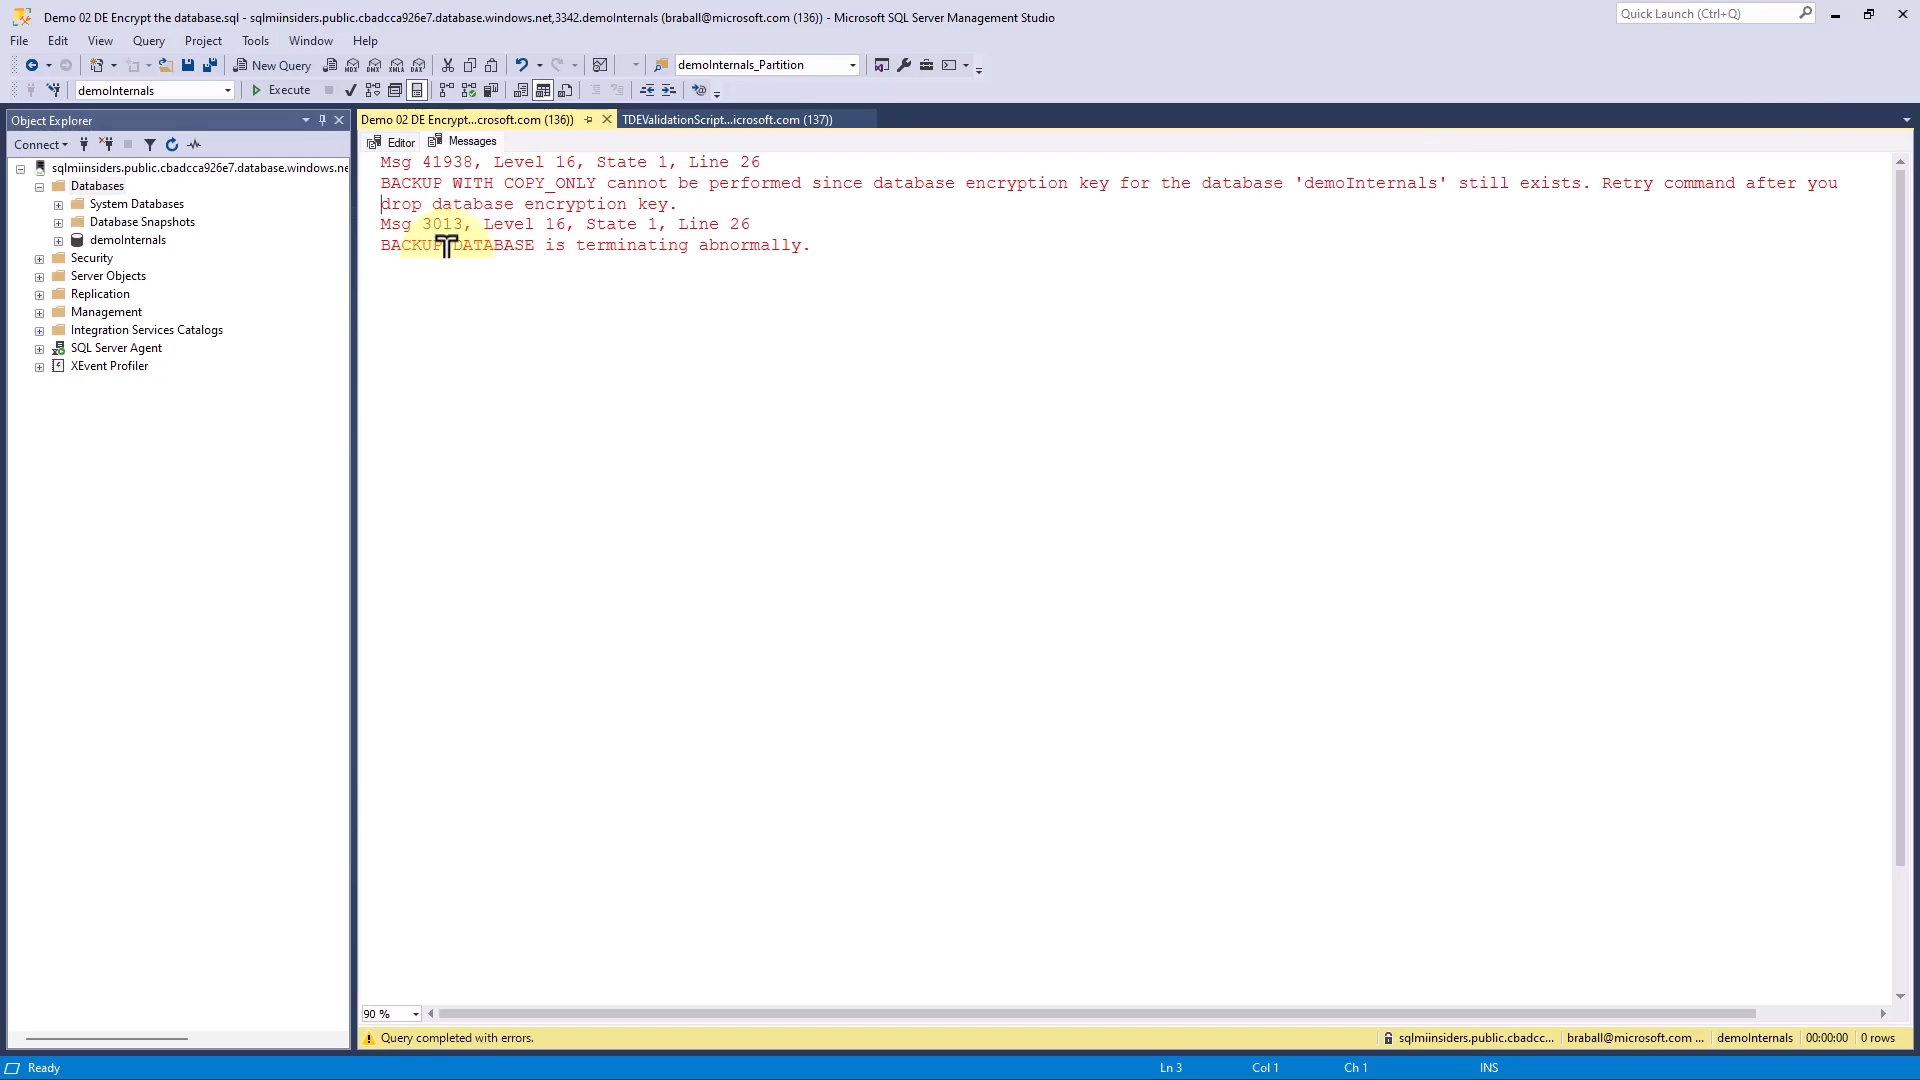 Demo 02 DE Encrypt the database.sql - sqlmiinsiders.public.cbadcca926e7.database.windows.net,3342.demoInternals (braball@microsoft.com (136)) - Microsoft SQL Server Management Studio
Quick Launch (Ctrl+Q)
File Edit View Query Project Tools Window Help
New Query
MDX DMX XMLA DAX
demoInternals_Partition
demoInternals
Execute
Object Explorer
Demo 02 DE Encrypt...crosoft.com (136))
TDEValidationScript...icrosoft.com (137))
Connect
Editor
Messages
sqlmiinsiders.public.cbadcca926e7.database.windows.ne
Databases
System Databases
Database Snapshots
demoInternals
Security
Server Objects
Replication
Management
Integration Services Catalogs
SQL Server Agent
XEvent Profiler
Msg 41938, Level 16, State 1, Line 26
BACKUP WITH COPY_ONLY cannot be performed since database encryption key for the database 'demoInternals' still exists. Retry command after you
drop database encryption key.
Msg 3013, Level 16, State 1, Line 26
BACKUP DATABASE is terminating abnormally.
90 %
Query completed with errors.
sqlmiinsiders.public.cbadcc...
braball@microsoft.com ...
demoInternals
00:00:00
0 rows
Ready
Ln 3
Col 1
Ch 1
INS